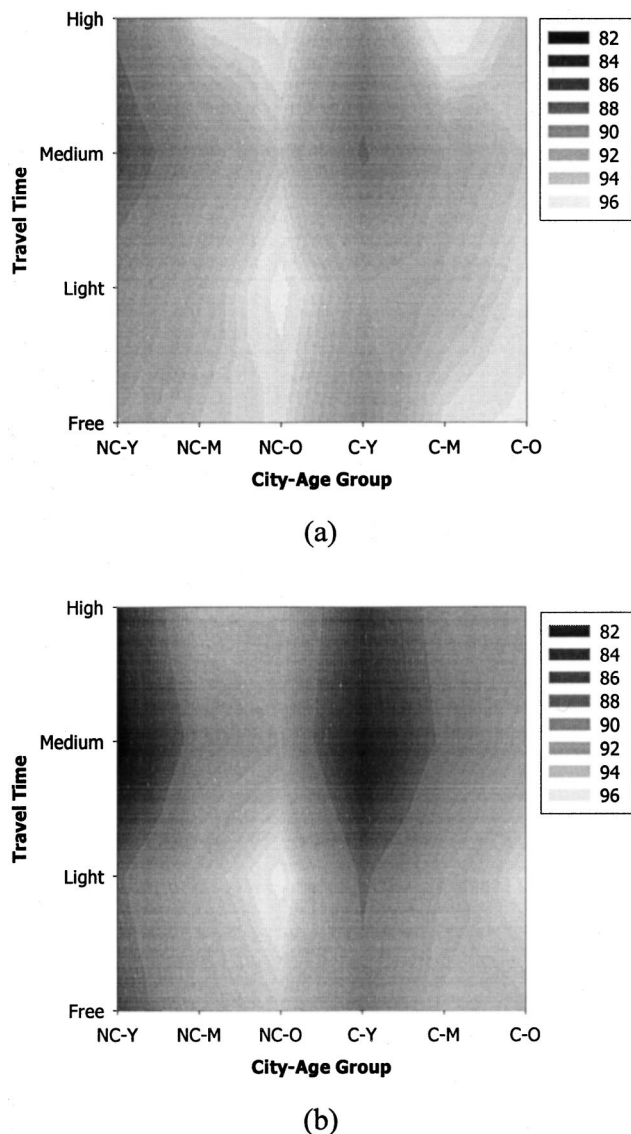 High
Medium
Light
Free
Travel Time
NC-Y NC-M NC-O C-Y C-M C-O
City-Age Group
82
84
86
88
90
92
94
96
(a)
High
Medium
Light
Free
Travel Time
NC-Y NC-M NC-O C-Y C-M C-O
City-Age Group
82
84
86
88
90
92
94
96
(b)